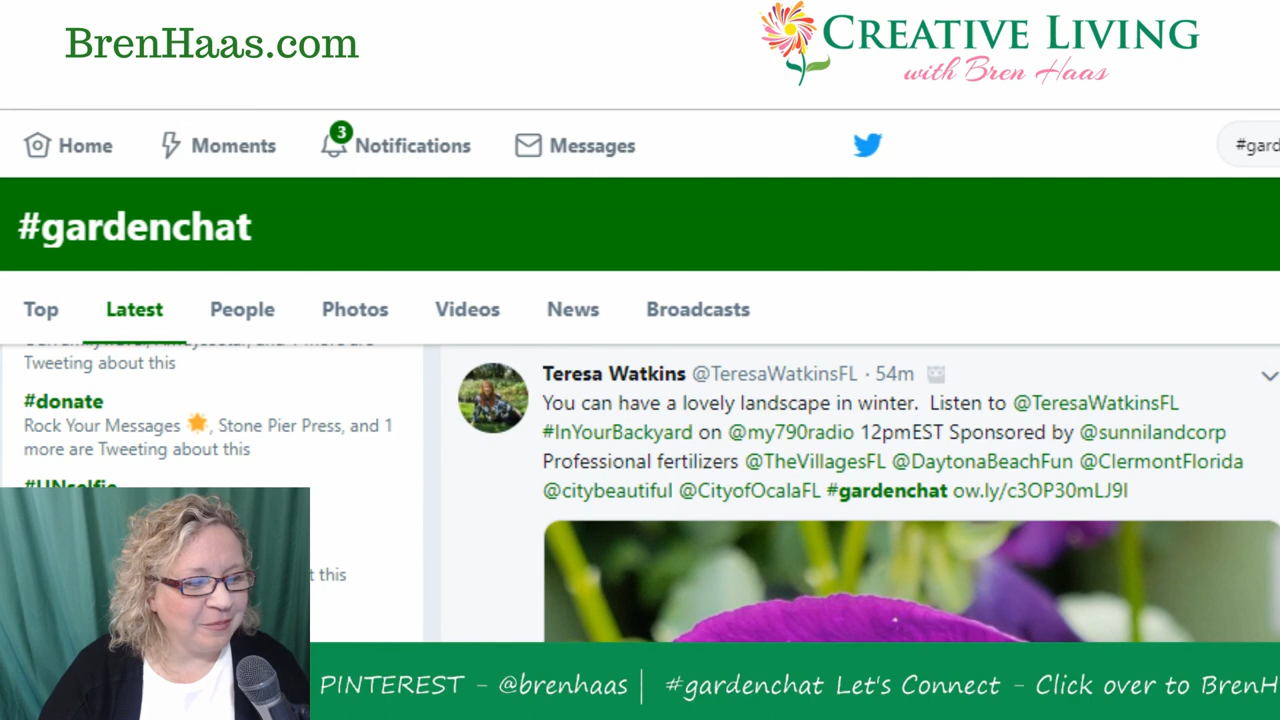 BrenHaas.com
CREATIVE LIVING
with Bren Haas
Home
Moments
3
Notifications
Messages
#gard
#gardenchat
Top
Latest
People
Photos
Videos
News
Broadcasts
Tweeting about this
#donate
Rock Your Messages 🌟, Stone Pier Press, and 1
more are Tweeting about this
#UNselfie
t this
Teresa Watkins @TeresaWatkinsFL · 54m
You can have a lovely landscape in winter. Listen to @TeresaWatkinsFL
#InYourBackyard on @my790radio 12pmEST Sponsored by @sunnilandcorp
Professional fertilizers @TheVillagesFL @DaytonaBeachFun @ClermontFlorida
@citybeautiful @CityofOcalaFL #gardenchat ow.ly/c3OP30mLJ9I
PINTEREST - @brenhaas | #gardenchat Let's Connect - Click over to BrenH